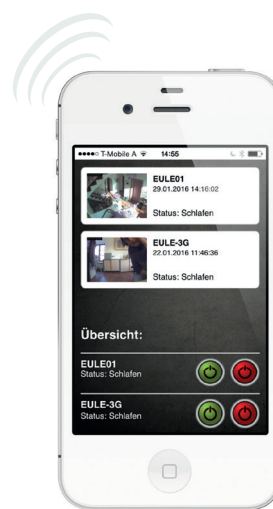 T-Mobile A 14:55
EULE01
29.01.2016 14:16:02
Status: Schlafen
EULE-3G
22.01.2016 11:46:36
Status: Schlafen
Übersicht:
EULE01
Status: Schlafen
EULE-3G
Status: Schlafen